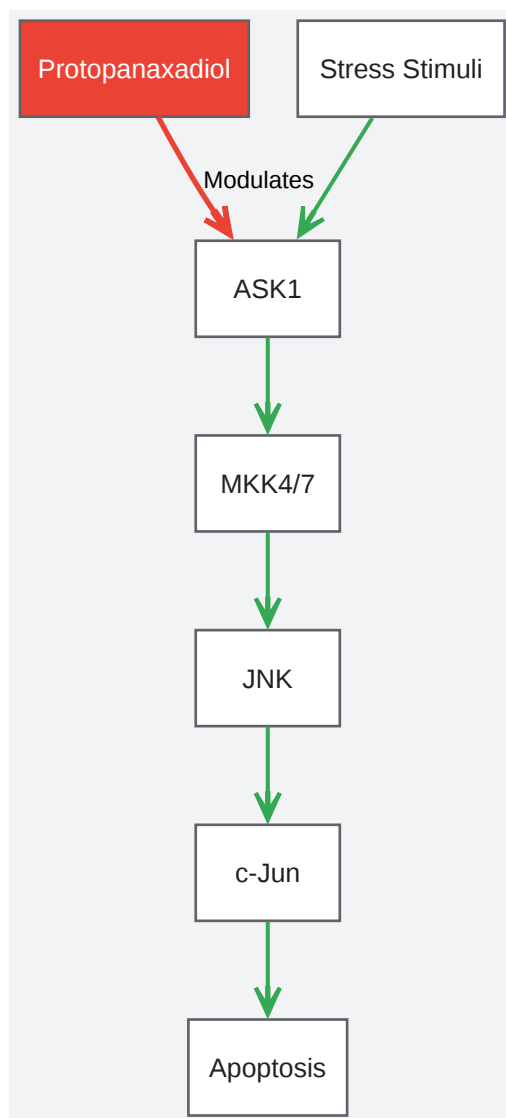 Protopanaxadiol
Stress Stimuli
Modulates
ASK1
MKK4/7
JNK
c-Jun
Apoptosis